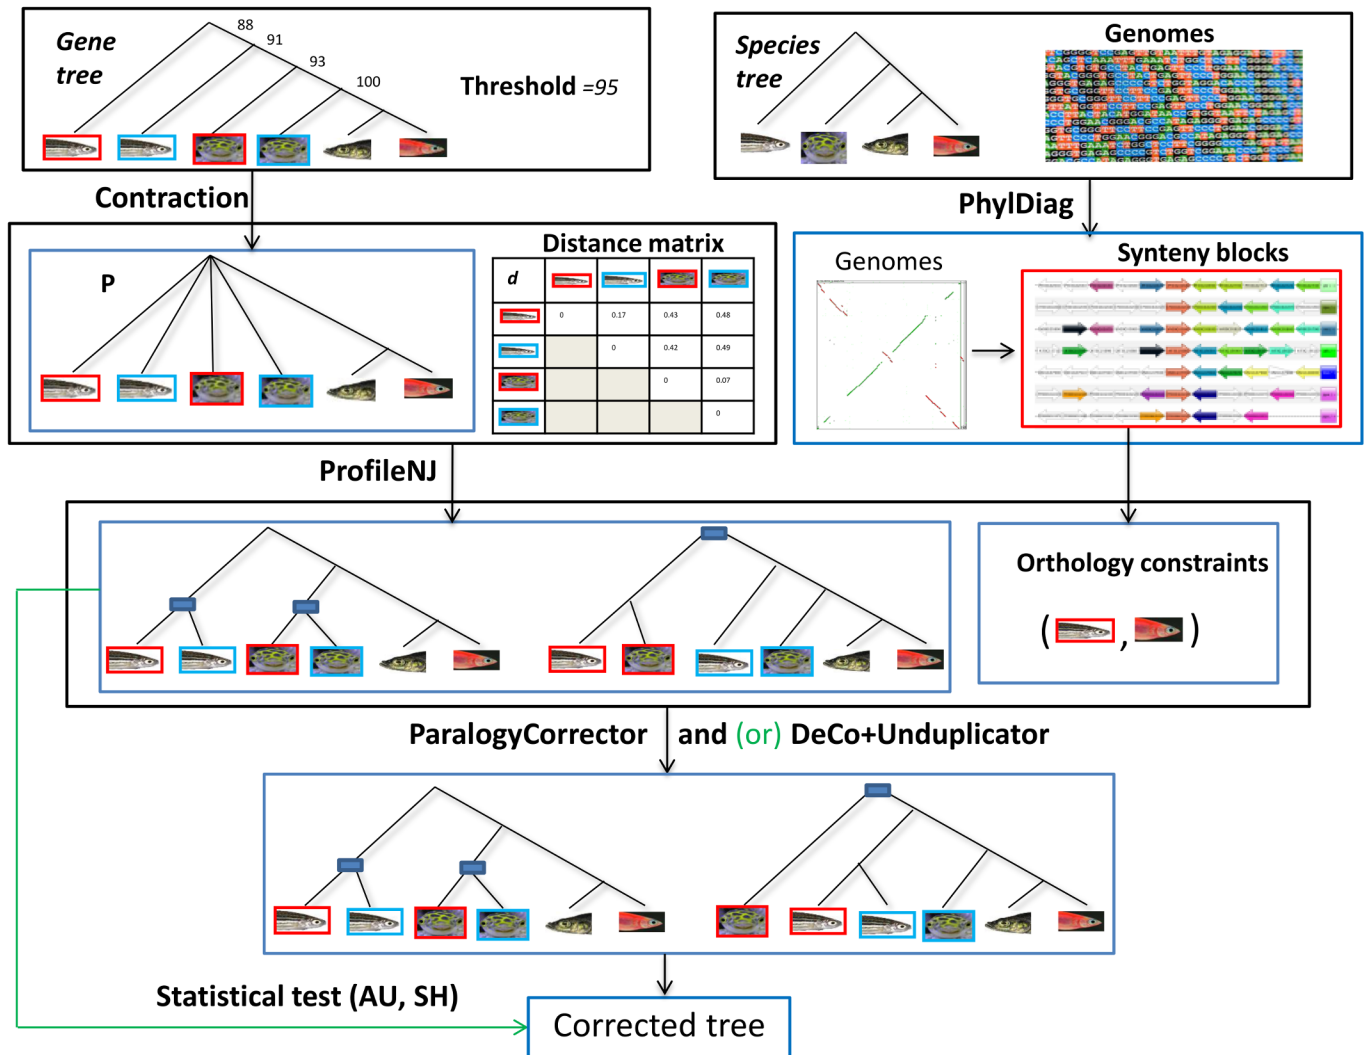 Gene
tree
88
91
93
100
Threshold =95
Species
tree
Genomes
Contraction
PhylDiag
P
Distance matrix
d
0 0.17 0.43 0.48
0 0.42 0.49
0 0.07
0
Genomes
Synteny blocks
ProfileNJ
Orthology constraints
( , )
ParalogyCorrector and (or) DeCo+Unduplicator
Statistical test (AU, SH)
Corrected tree